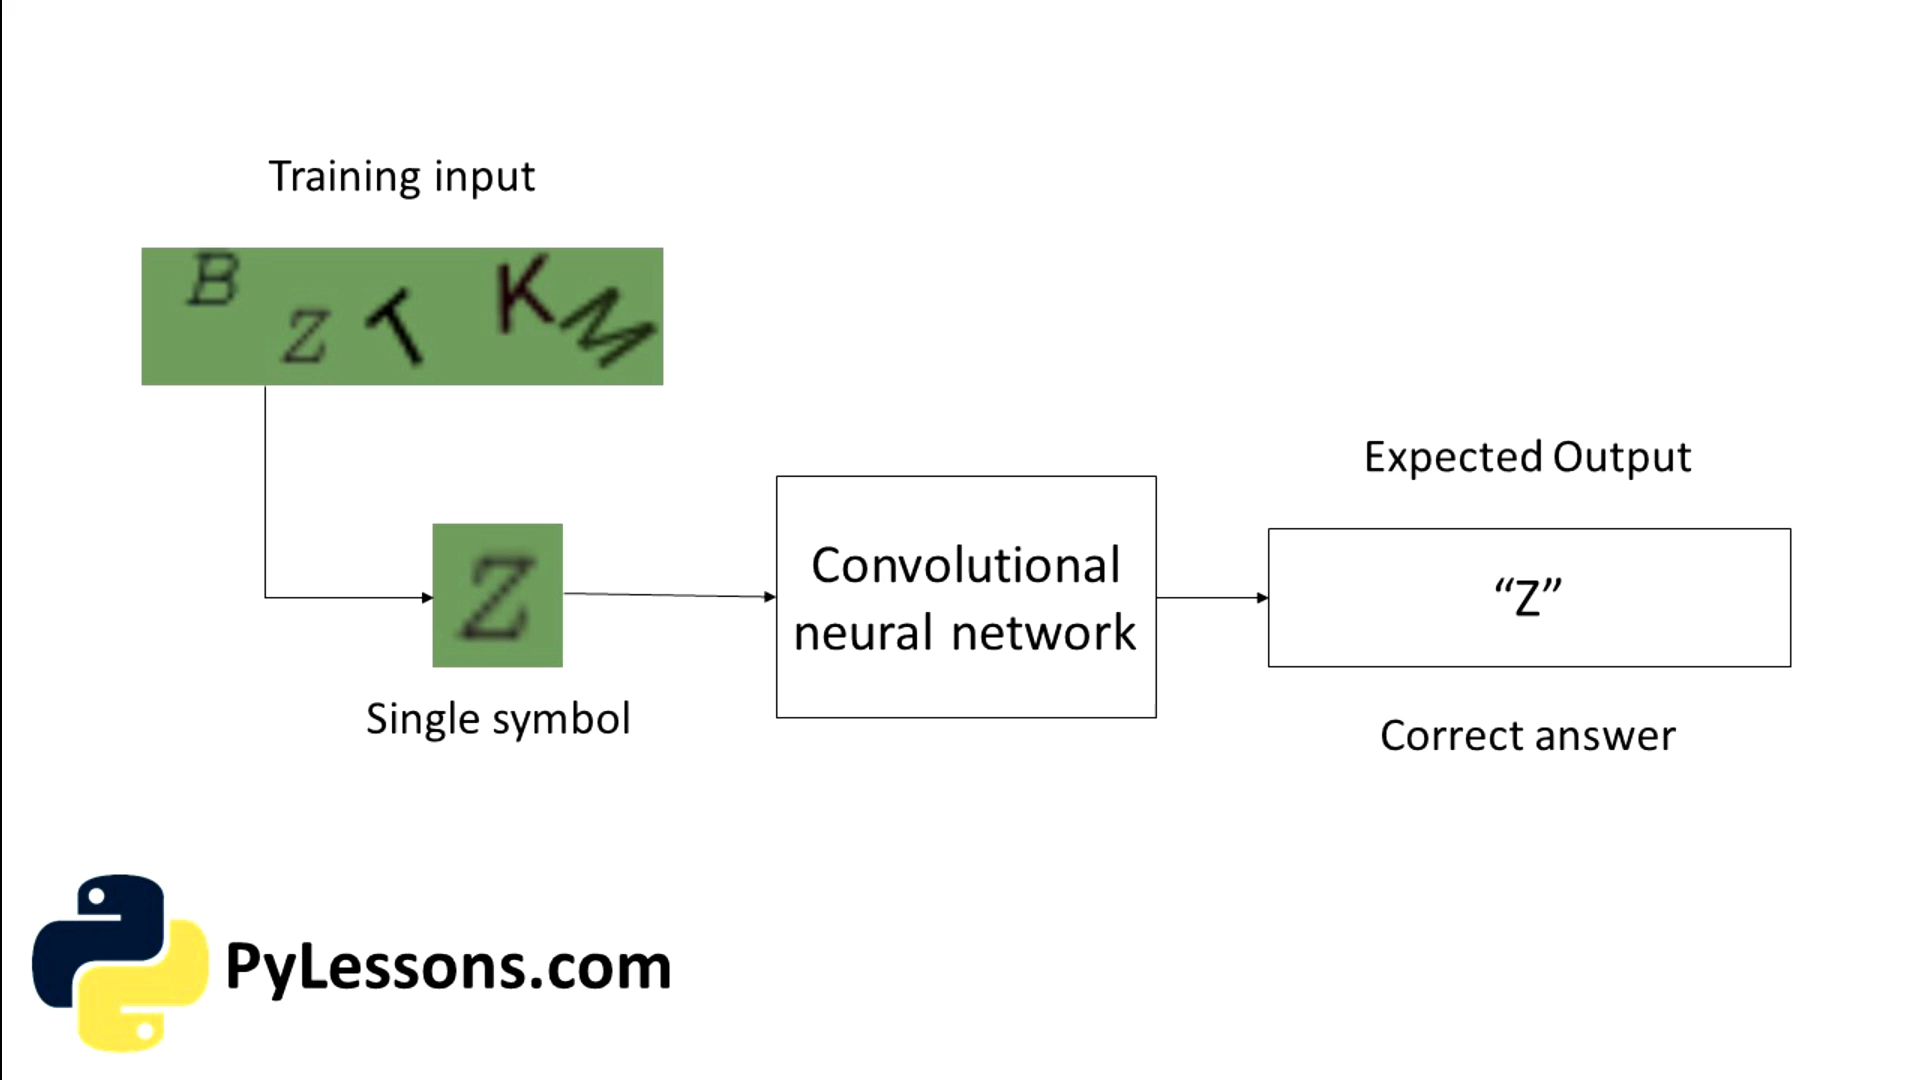 Training input
B Z T K M
Z
Single symbol
Convolutional
neural network
Expected Output
“Z”
Correct answer
PyLessons.com